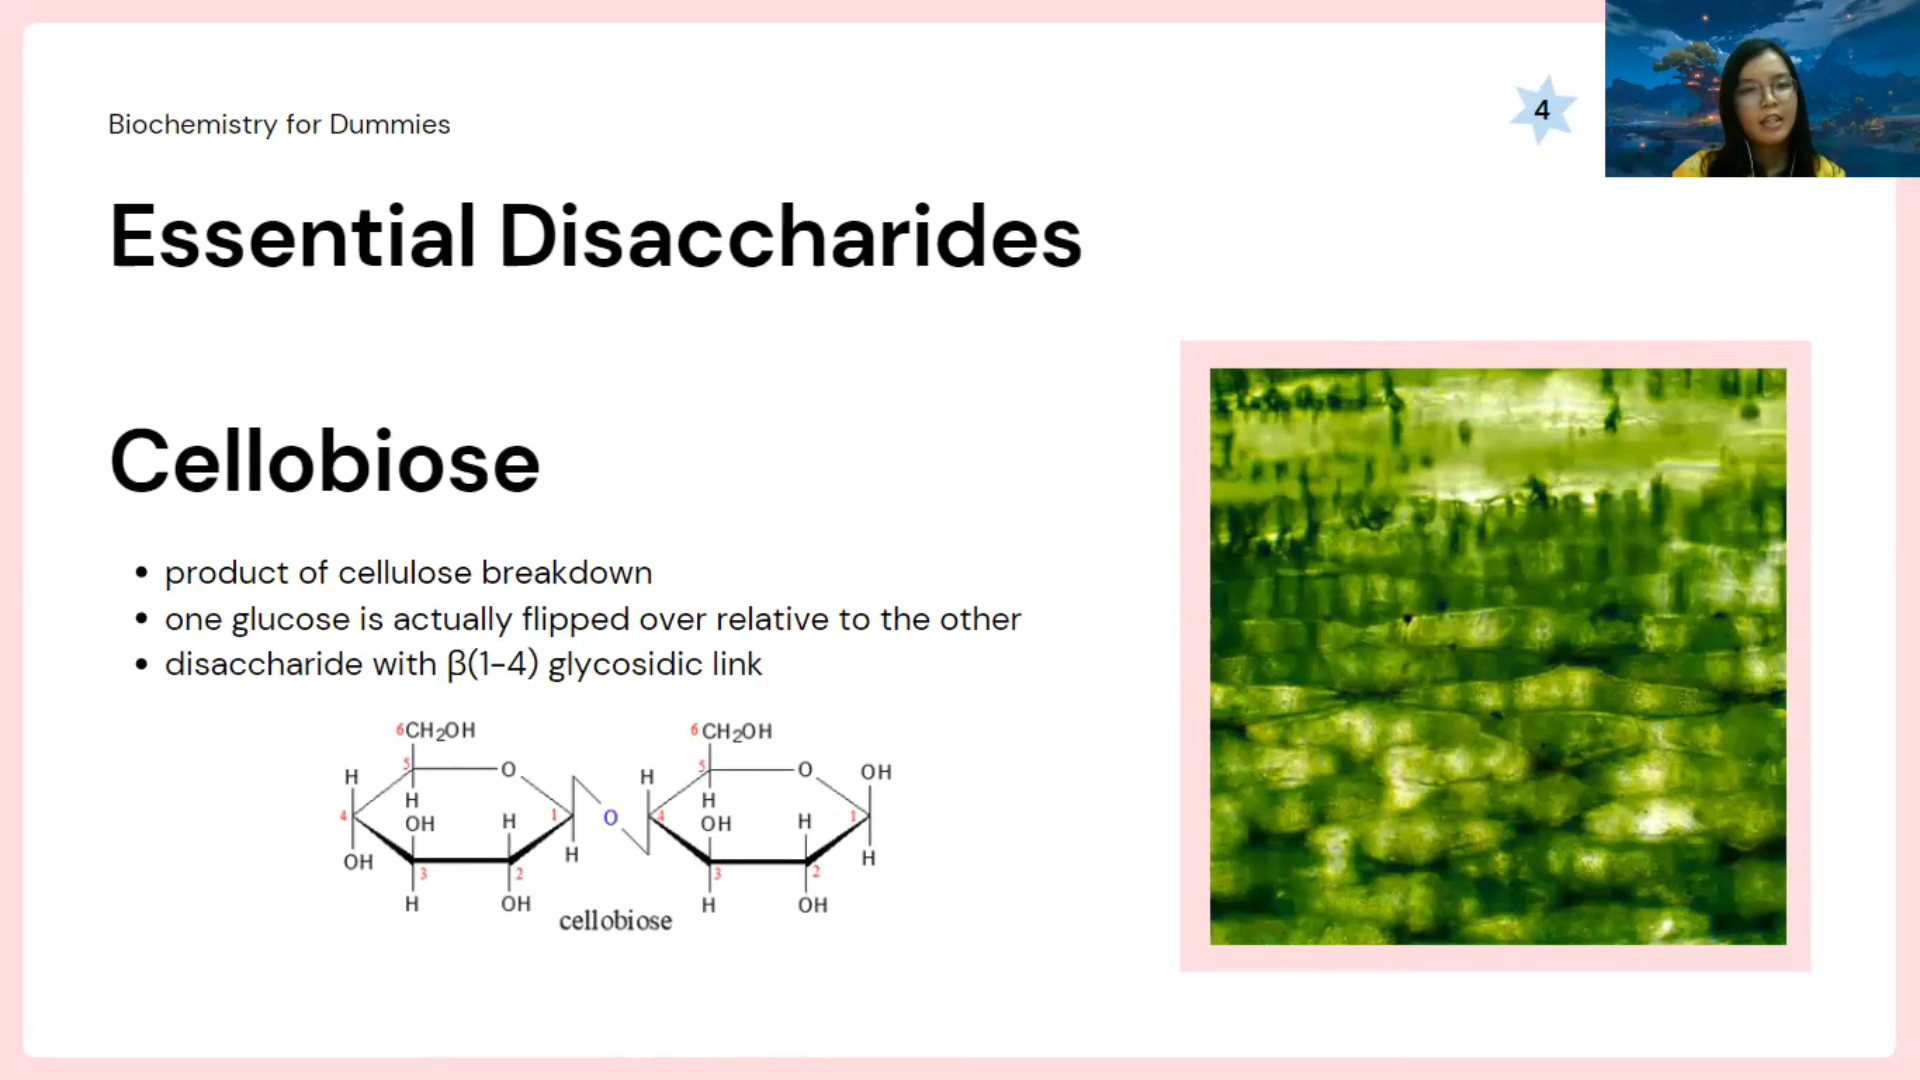 Biochemistry for Dummies
4
Essential Disaccharides
Cellobiose
• product of cellulose breakdown
• one glucose is actually flipped over relative to the other
• disaccharide with β(1-4) glycosidic link
6CH₂OH 6CH₂OH
H 5 O H 5 O OH
H H
4 OH H 1 O 4 OH H 1
OH H H
3 2 3 2
H OH H OH
cellobiose